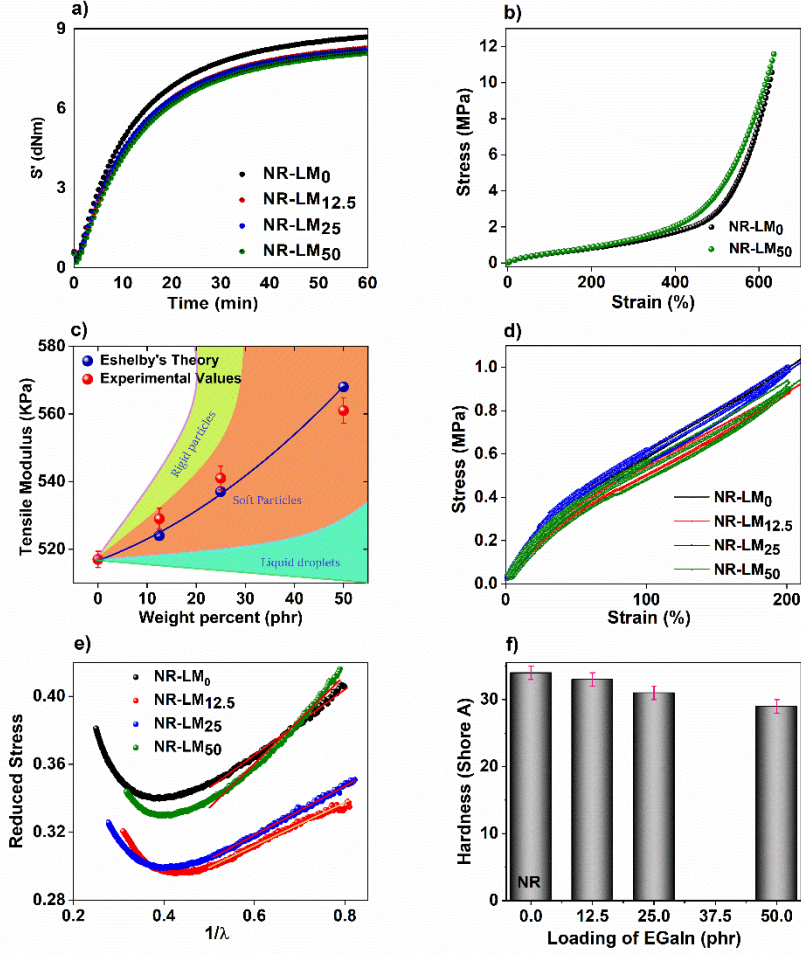 a)
9
6
3
0
S' (dNm)
NR-LM0
NR-LM12.5
NR-LM25
NR-LM50
0 10 20 30 40 50 60
Time (min)
b)
12
10
8
6
4
2
0
Stress (MPa)
NR-LM0
NR-LM50
0 200 400 600
Strain (%)
c)
580
560
540
520
Tensile Modulus (KPa)
Eshelby's Theory
Experimental Values
Rigid particles
Soft Particles
Liquid droplets
0 10 20 30 40 50
Weight percent (phr)
d)
1.0
0.8
0.6
0.4
0.2
0.0
Stress (MPa)
NR-LM0
NR-LM12.5
NR-LM25
NR-LM50
0 100 200
Strain (%)
e)
0.40
0.36
0.32
0.28
Reduced Stress
NR-LM0
NR-LM12.5
NR-LM25
NR-LM50
0.2 0.4 0.6 0.8
1/λ
f)
30
20
10
0
Hardness (Shore A)
NR
0.0 12.5 25.0 37.5 50.0
Loading of EGaIn (phr)